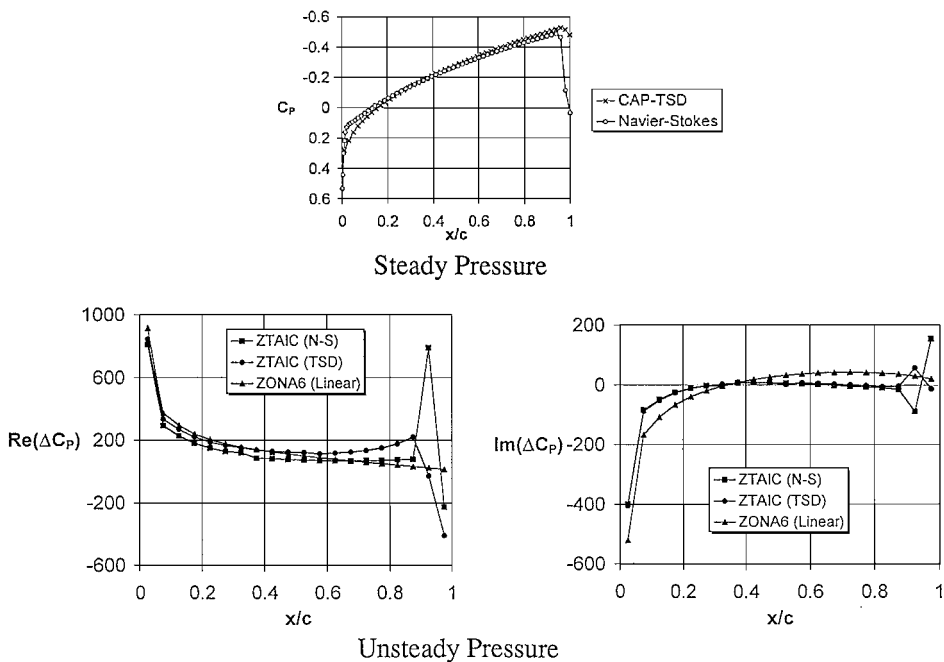 -0.6
-0.4
-0.2
0
0.2
0.4
0.6
CP
0 0.2 0.4 0.6 0.8 1
x/c
CAP-TSD
Navier-Stokes
Steady Pressure
1000
600
200
-200
-600
Re(ΔCP)
ZTAIC (N-S)
ZTAIC (TSD)
ZONA6 (Linear)
0 0.2 0.4 0.6 0.8 1
x/c
200
0
-200
-400
-600
Im(ΔCP)
ZTAIC (N-S)
ZTAIC (TSD)
ZONA6 (Linear)
0 0.2 0.4 0.6 0.8 1
x/c
Unsteady Pressure